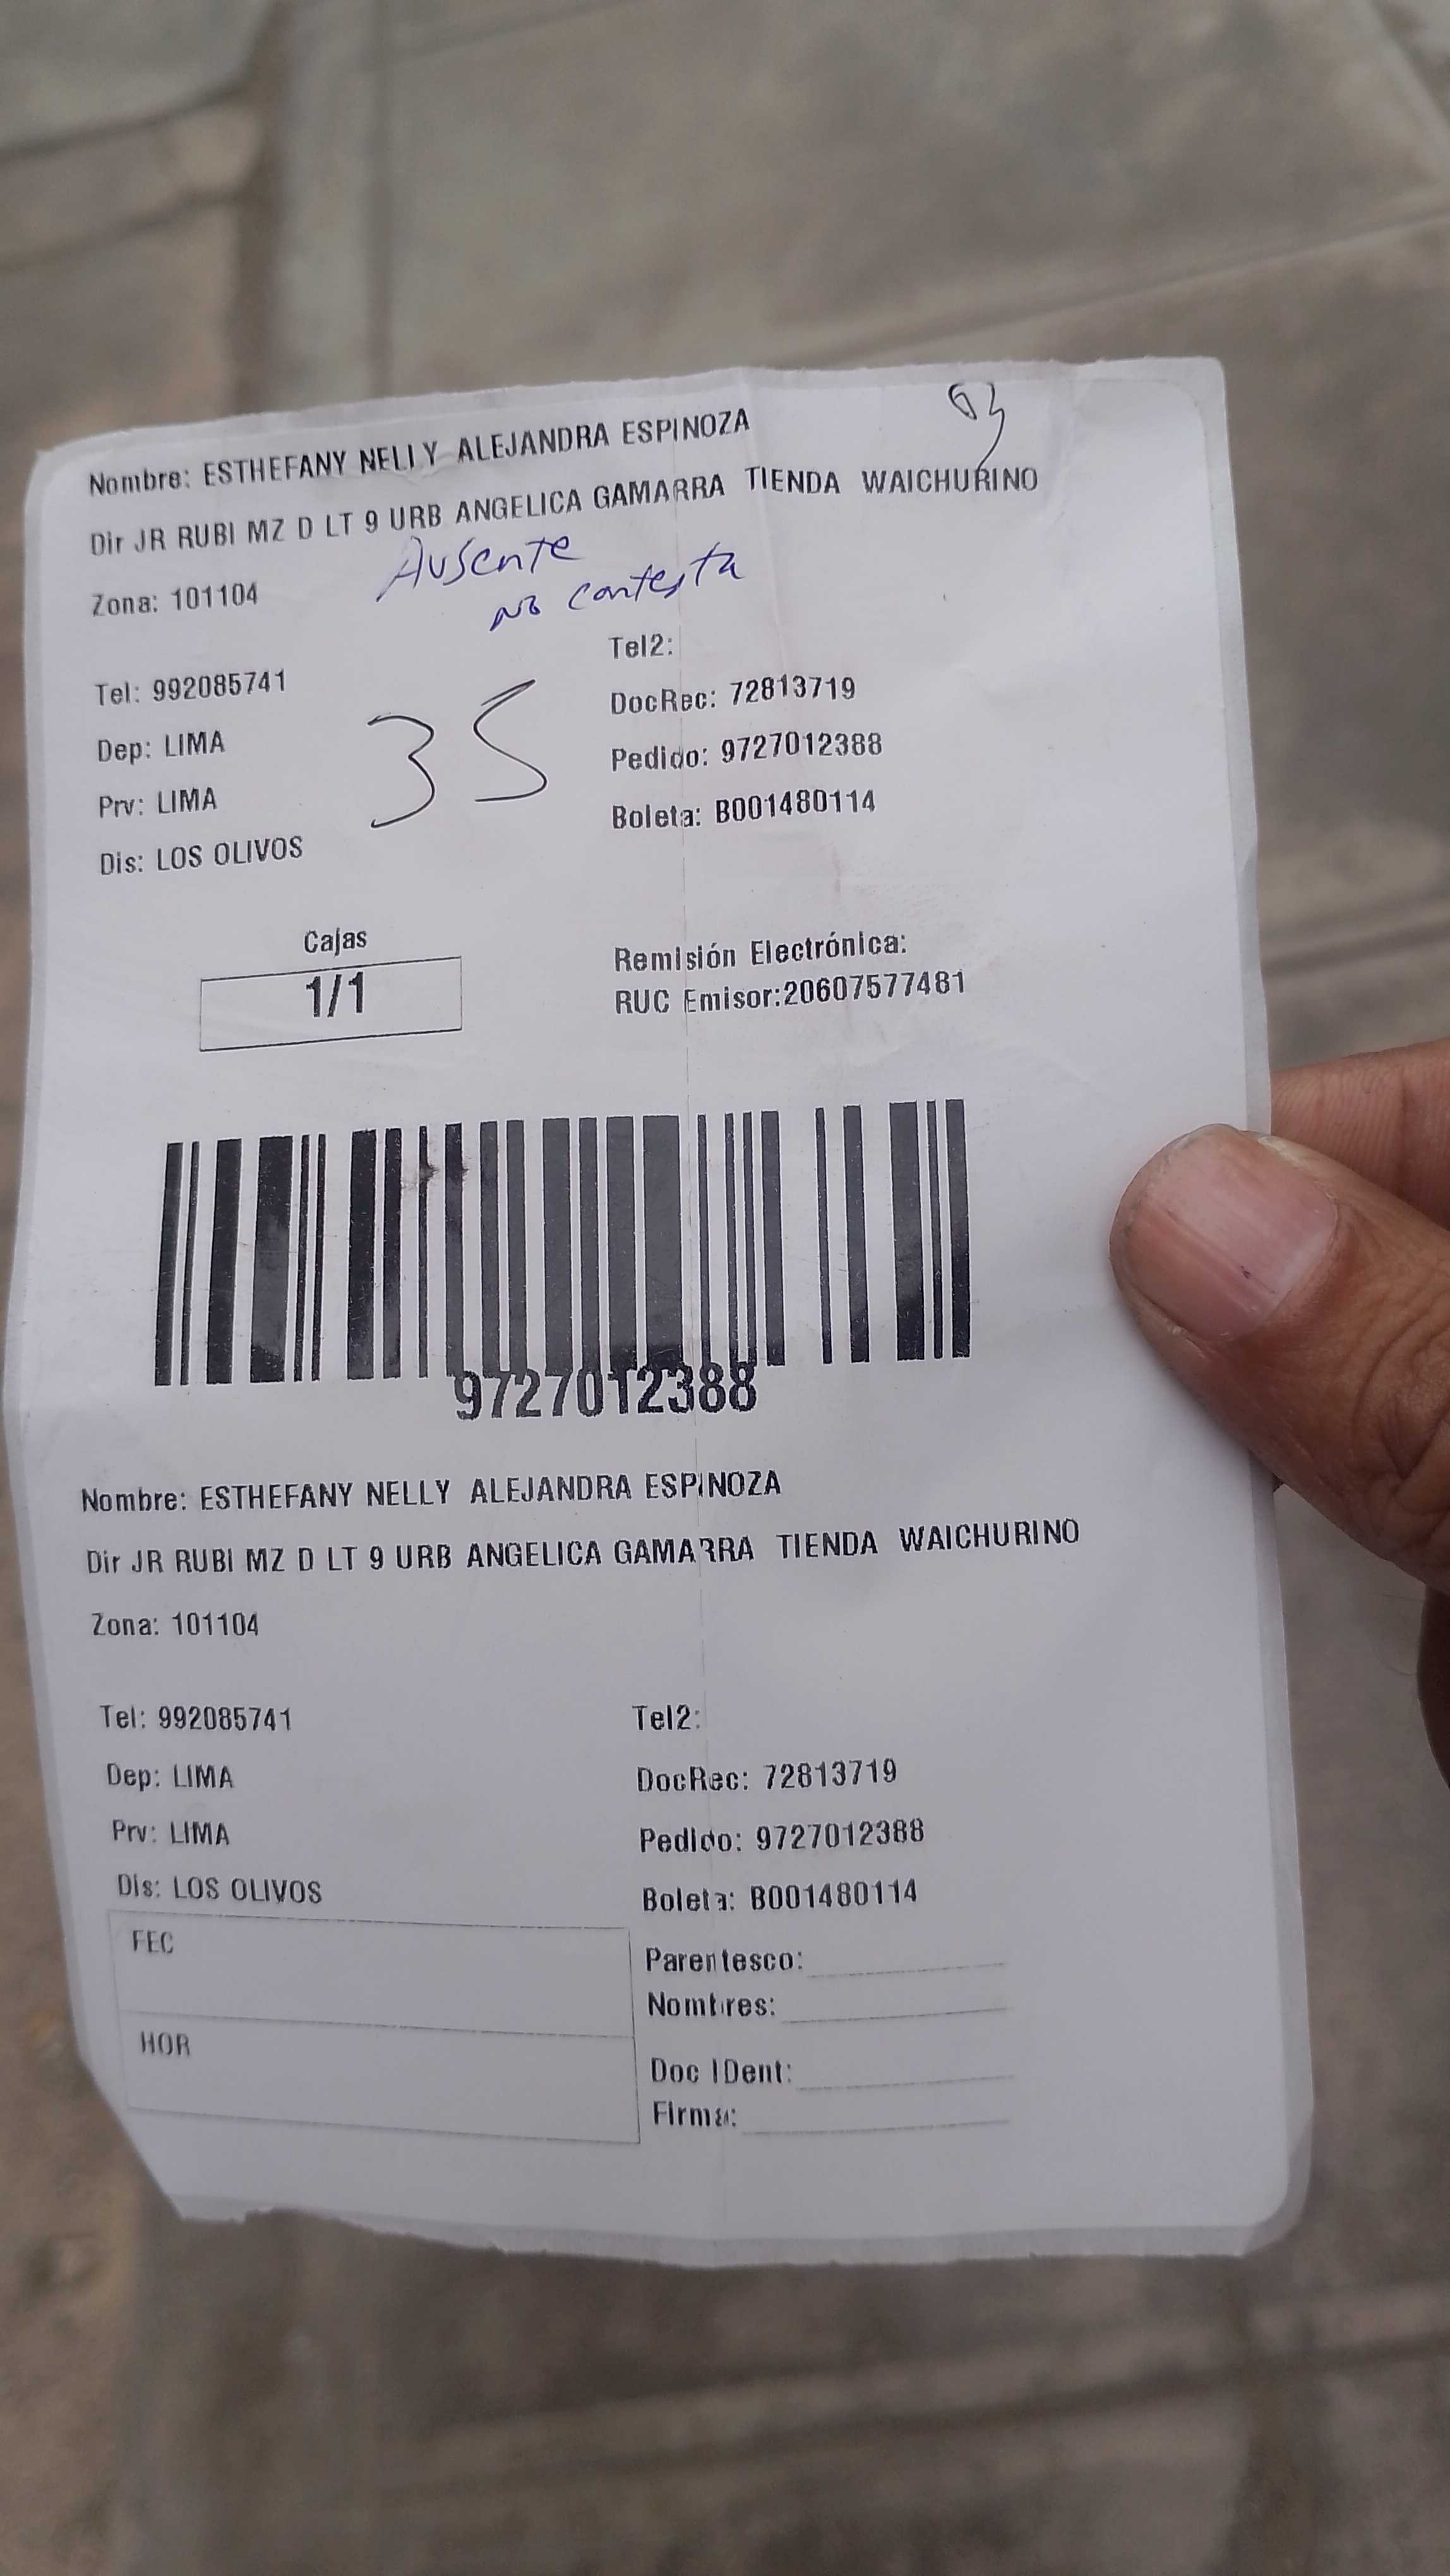 Nombre: ESTHEFANY NELLY ALEJANDRA ESPINOZA
Dir JR RUBI MZ D LT 9 URB ANGELICA GAMARRA TIENDA WAICHURINO
Ausente
no contesta
Zona: 101104
Tel: 992085741
Dep: LIMA
Prv: LIMA
Dis: LOS OLIVOS
35
Tel2:
DocRec: 72813719
Pedido: 9727012388
Boleta: B001480114
Cajas
1/1
Remisión Electrónica:
RUC Emisor:20607577481
9727012388
Nombre: ESTHEFANY NELLY ALEJANDRA ESPINOZA
Dir JR RUBI MZ D LT 9 URB ANGELICA GAMARRA TIENDA WAICHURINO
Zona: 101104
Tel: 992085741
Dep: LIMA
Prv: LIMA
Dis: LOS OLIVOS
Tel2:
DocRec: 72813719
Pedido: 9727012388
Boleta: B001480114
FEC
HOR
Parentesco:
Nombres:
Doc IDent:
Firma: